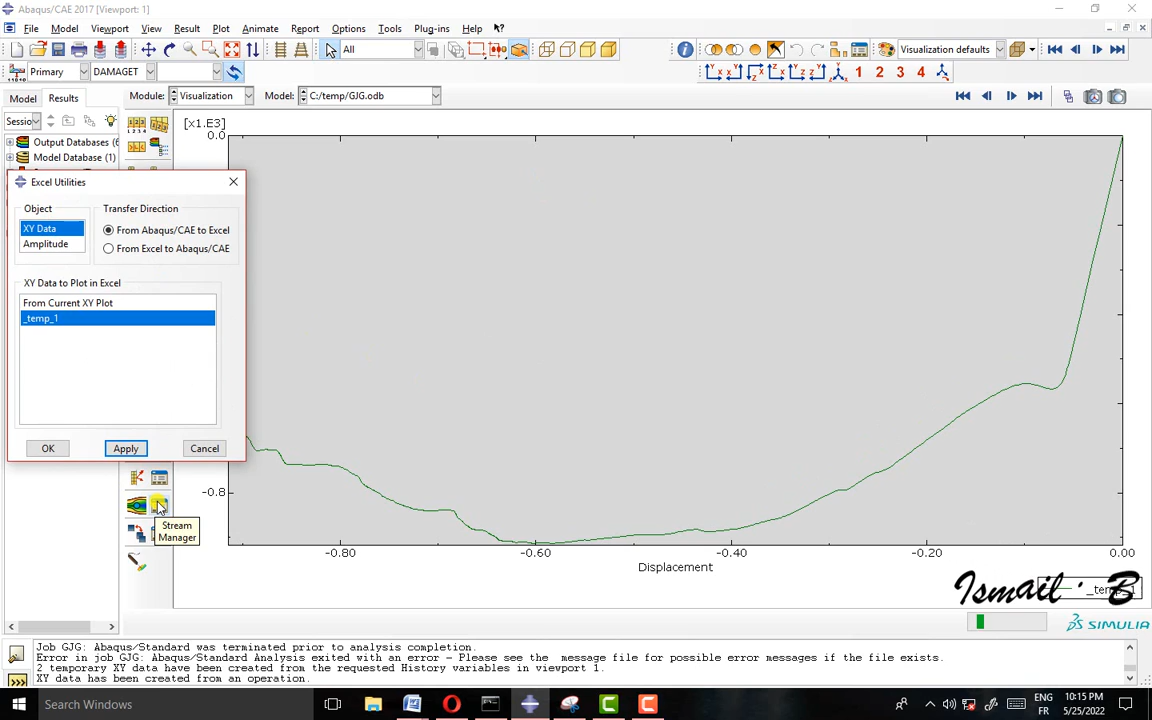 Abaqus/CAE 2017 [Viewport: 1]
File Model Viewport View Result Plot Animate Report Options Tools Plug-ins Help
All
Visualization defaults
Primary DAMAGET
1 2 3 4
Model Results
Module: Visualization Model: C:/temp/GJG.odb
Sessio
Output Databases (6
Model Database (1)
Excel Utilities
Object
XY Data
Amplitude
Transfer Direction
From Abaqus/CAE to Excel
From Excel to Abaqus/CAE
XY Data to Plot in Excel
From Current XY Plot
_temp_1
OK Apply Cancel
Stream
Manager
[x1.E3]
0.0
-0.8
-0.80 -0.60 -0.40 -0.20 0.00
Displacement
_temp_1
Ismail · B
SIMULIA
Job GJG: Abaqus/Standard was terminated prior to analysis completion.
Error in job GJG: Abaqus/Standard Analysis exited with an error - Please see the message file for possible error messages if the file exists.
2 temporary XY data have been created from the requested History variables in viewport 1.
XY data has been created from an operation.
Search Windows
ENG
FR
10:15 PM
5/25/2022